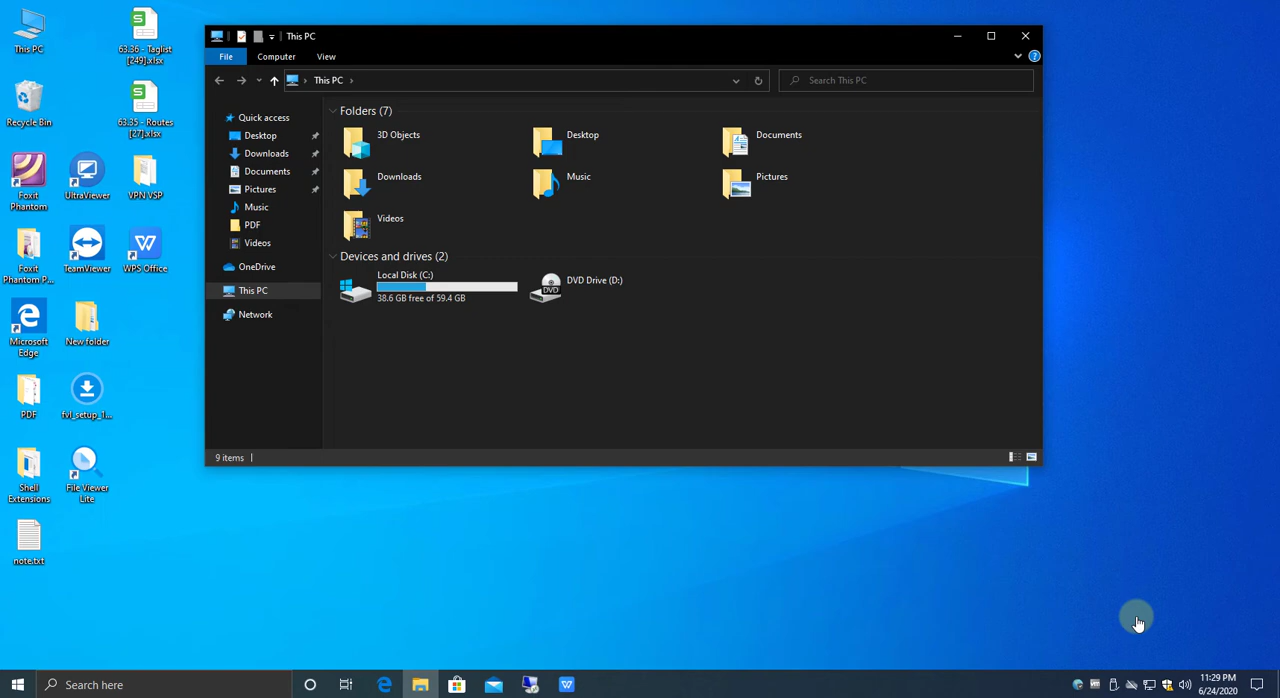 This PC
63.36 - Taglist
[249].xlsx
Recycle Bin
63.35 - Routes
[27].xlsx
Foxit
Phantom
UltraViewer
VPN VSP
Foxit
Phantom P...
TeamViewer
WPS Office
Microsoft
Edge
New folder
PDF
fvl_setup_1...
Shell
Extensions
File Viewer
Lite
note.txt
This PC
File
Computer
View
This PC
Search This PC
Quick access
Desktop
Downloads
Documents
Pictures
Music
PDF
Videos
OneDrive
This PC
Network
Folders (7)
3D Objects
Desktop
Documents
Downloads
Music
Pictures
Videos
Devices and drives (2)
Local Disk (C:)
38.6 GB free of 59.4 GB
DVD
DVD Drive (D:)
9 items
Search here
11:29 PM
6/24/2020